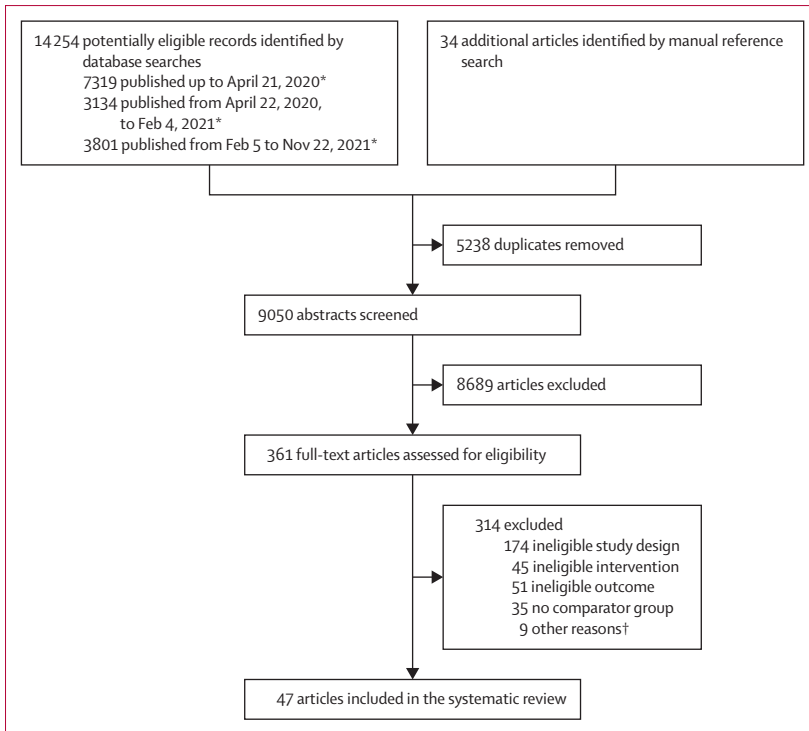 14 254 potentially eligible records identified by
database searches
7319 published up to April 21, 2020*
3134 published from April 22, 2020,
to Feb 4, 2021*
3801 published from Feb 5 to Nov 22, 2021*
34 additional articles identified by manual reference
search
5238 duplicates removed
9050 abstracts screened
8689 articles excluded
361 full-text articles assessed for eligibility
314 excluded
174 ineligible study design
45 ineligible intervention
51 ineligible outcome
35 no comparator group
9 other reasons†
47 articles included in the systematic review